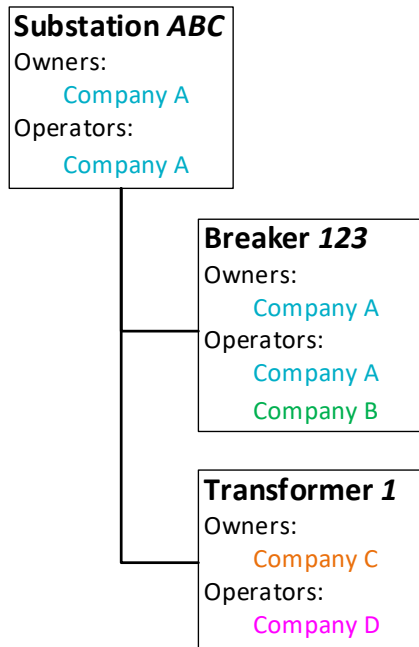 Substation ABC
Owners:
Company A
Operators:
Company A
Breaker 123
Owners:
Company A
Operators:
Company A
Company B
Transformer 1
Owners:
Company C
Operators:
Company D